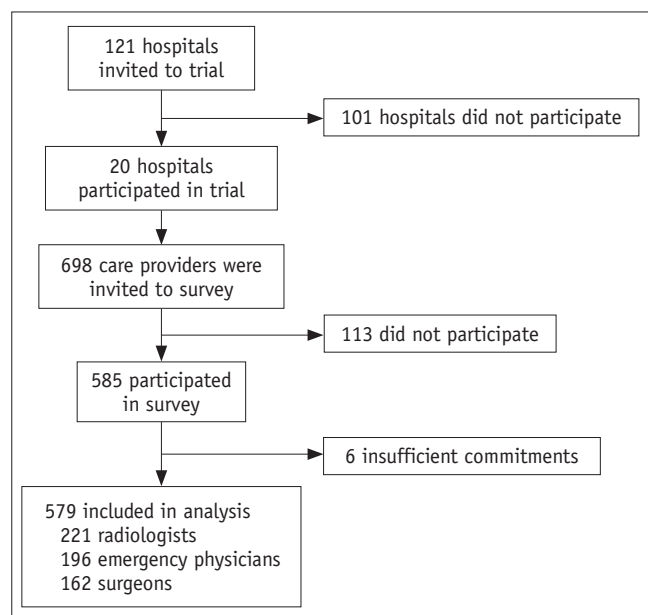 121 hospitals
invited to trial
101 hospitals did not participate
20 hospitals
participated in trial
698 care providers were
invited to survey
113 did not participate
585 participated
in survey
6 insufficient commitments
579 included in analysis
221 radiologists
196 emergency physicians
162 surgeons